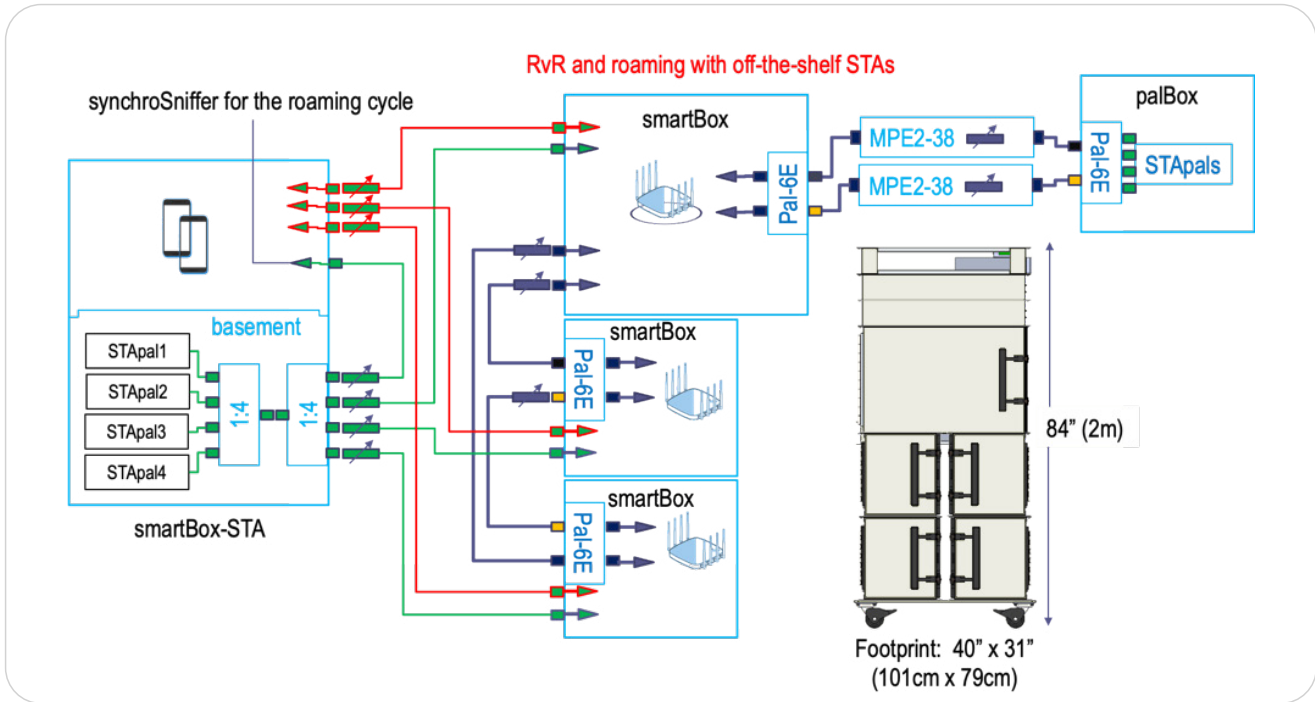 RvR and roaming with off-the-shelf STAs
synchroSniffer for the roaming cycle
smartBox
palBox
MPE2-38
MPE2-38
Pal-6E
Pal-6E
STApals
basement
STApal1
STApal2
STApal3
STApal4
1:4
1:4
smartBox-STA
smartBox
Pal-6E
smartBox
Pal-6E
84” (2m)
Footprint: 40” x 31”
(101cm x 79cm)